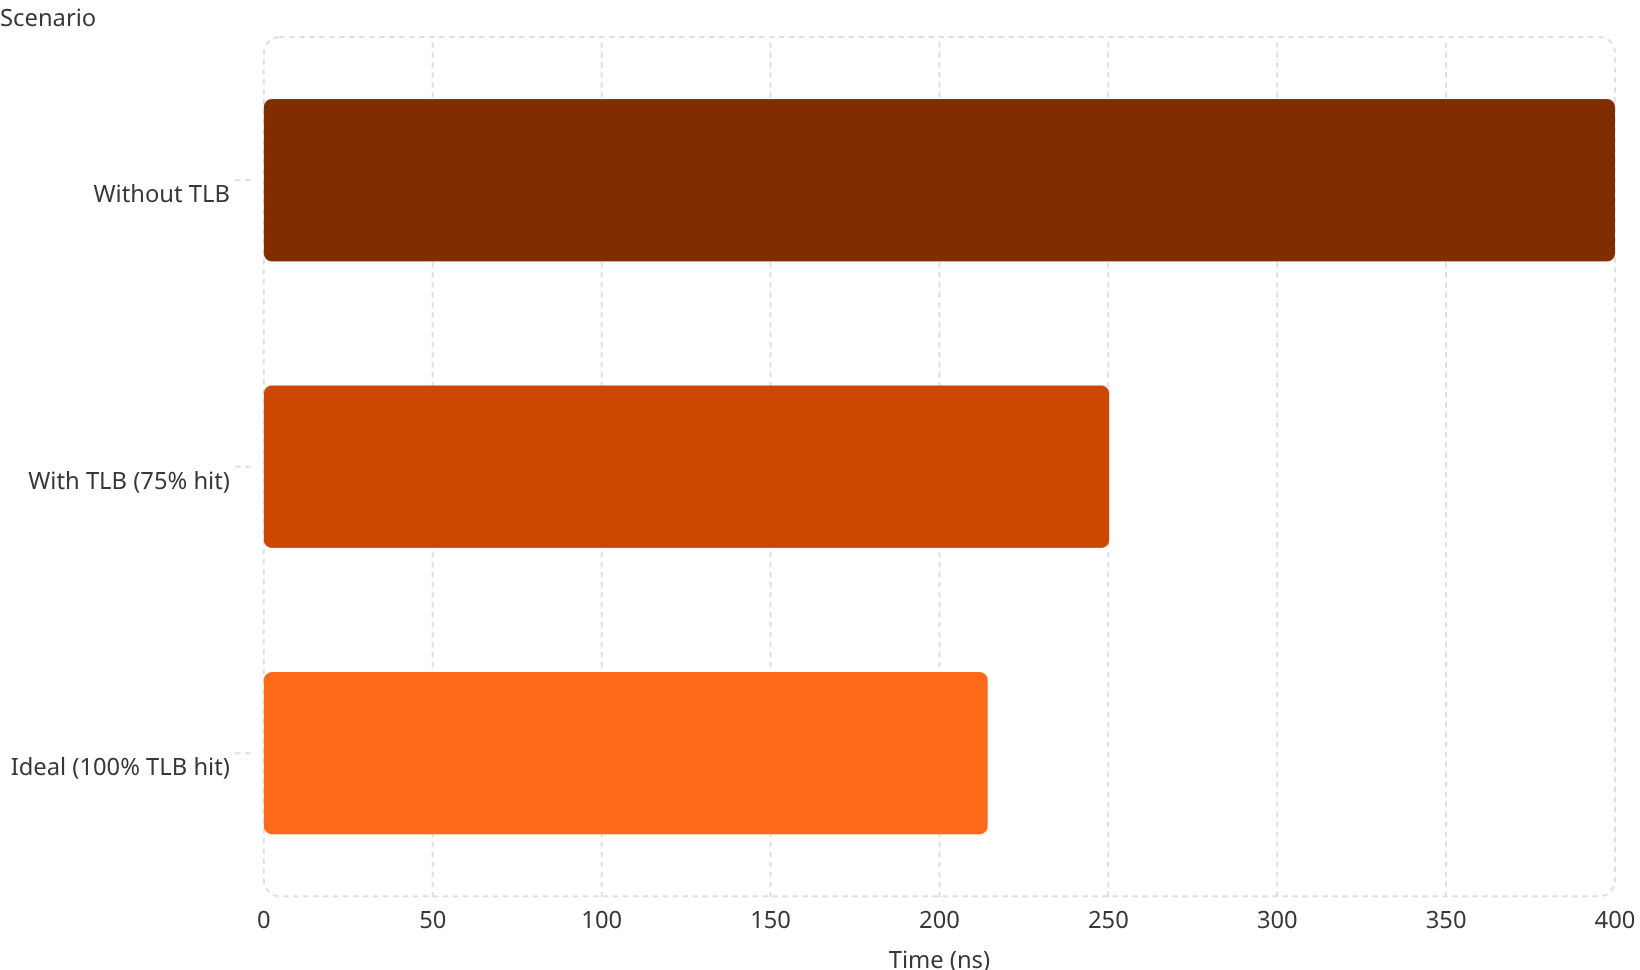 Scenario
Without TLB
With TLB (75% hit)
Ideal (100% TLB hit)
0 50 100 150 200 250 300 350 400
Time (ns)